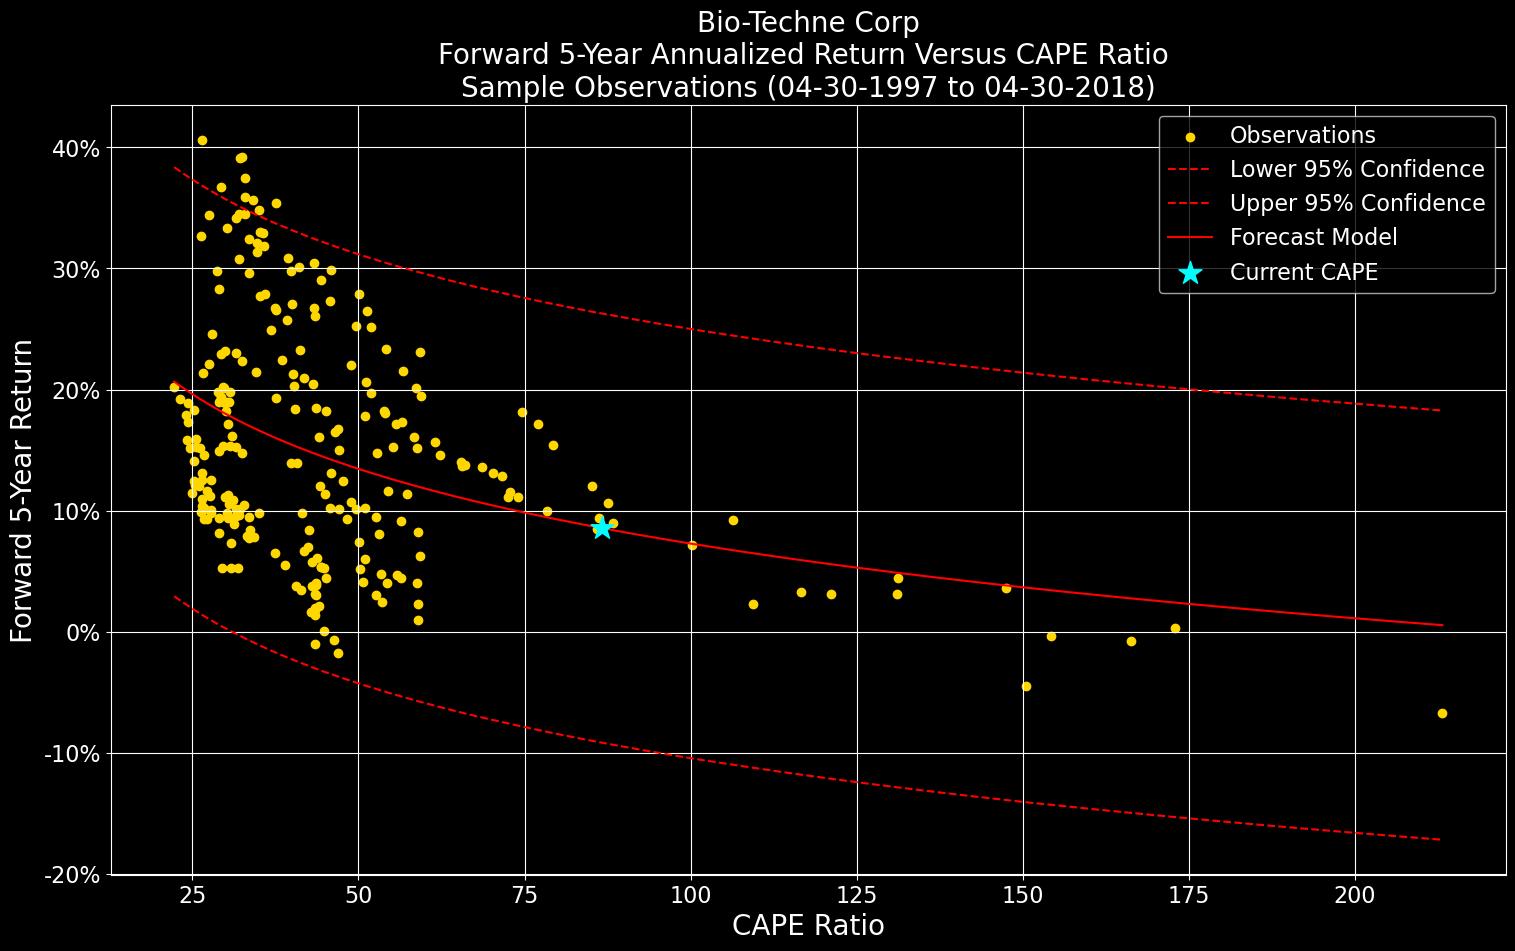 Bio-Techne Corp
Forward 5-Year Annualized Return Versus CAPE Ratio
Sample Observations (04-30-1997 to 04-30-2018)
Observations
Lower 95% Confidence
Upper 95% Confidence
Forecast Model
Current CAPE
Forward 5-Year Return
40%
30%
20%
10%
0%
-10%
-20%
25 50 75 100 125 150 175 200
CAPE Ratio